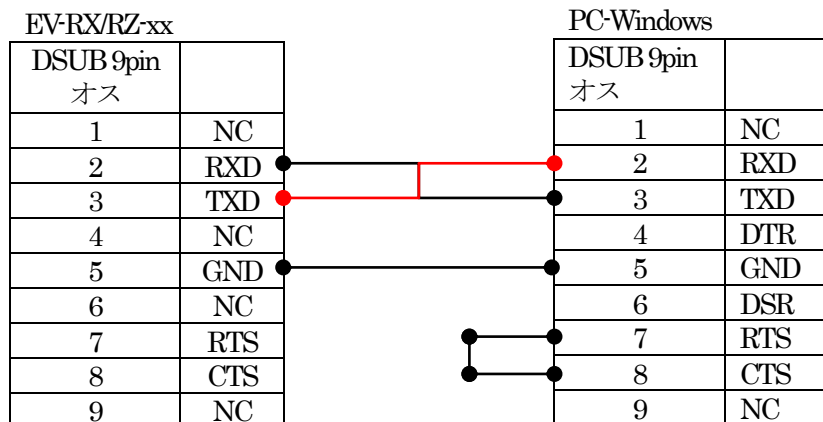 EV-RX/RZ-xx
DSUB 9pin
オス
1 NC
2 RXD
3 TXD
4 NC
5 GND
6 NC
7 RTS
8 CTS
9 NC
PC-Windows
DSUB 9pin
オス
1 NC
2 RXD
3 TXD
4 DTR
5 GND
6 DSR
7 RTS
8 CTS
9 NC